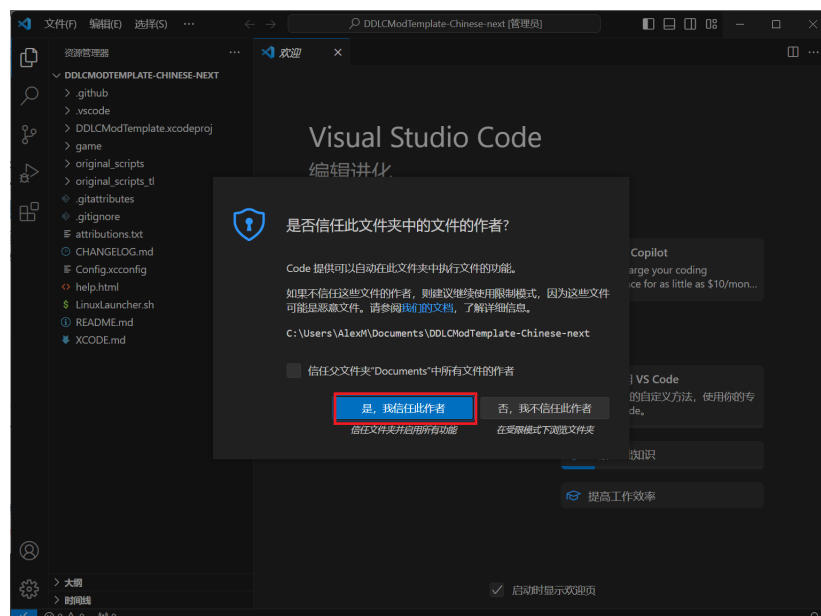 文件(F) 编辑(E) 选择(S) ··· DDLCModTemplate-Chinese-next [管理员]
资源管理器 ···
欢迎
DDLCMODTEMPLATE-CHINESE-NEXT
.github
.vscode
DDLCModTemplate.xcodeproj
game
original_scripts
original_scripts_tl
.gitattributes
.gitignore
attributions.txt
CHANGELOG.md
Config.xcconfig
help.html
LinuxLauncher.sh
README.md
XCODE.md
大纲
时间线
Visual Studio Code
编辑进化
是否信任此文件夹中的文件的作者?
Code 提供可以自动在此文件夹中执行文件的功能。
如果不信任这些文件的作者，则建议继续使用限制模式，因为这些文件
可能是恶意文件。请参阅我们的文档，了解详细信息。
C:\Users\AlexM\Documents\DDLCModTemplate-Chinese-next
信任父文件夹"Documents"中所有文件的作者
是，我信任此作者
信任文件夹并启用所有功能
否，我不信任此作者
在受限模式下浏览文件夹
Copilot
arge your coding
ce for as little as $10/mon...
VS Code
的自定义方法，使用你的专
de。
知识
提高工作效率
启动时显示欢迎页